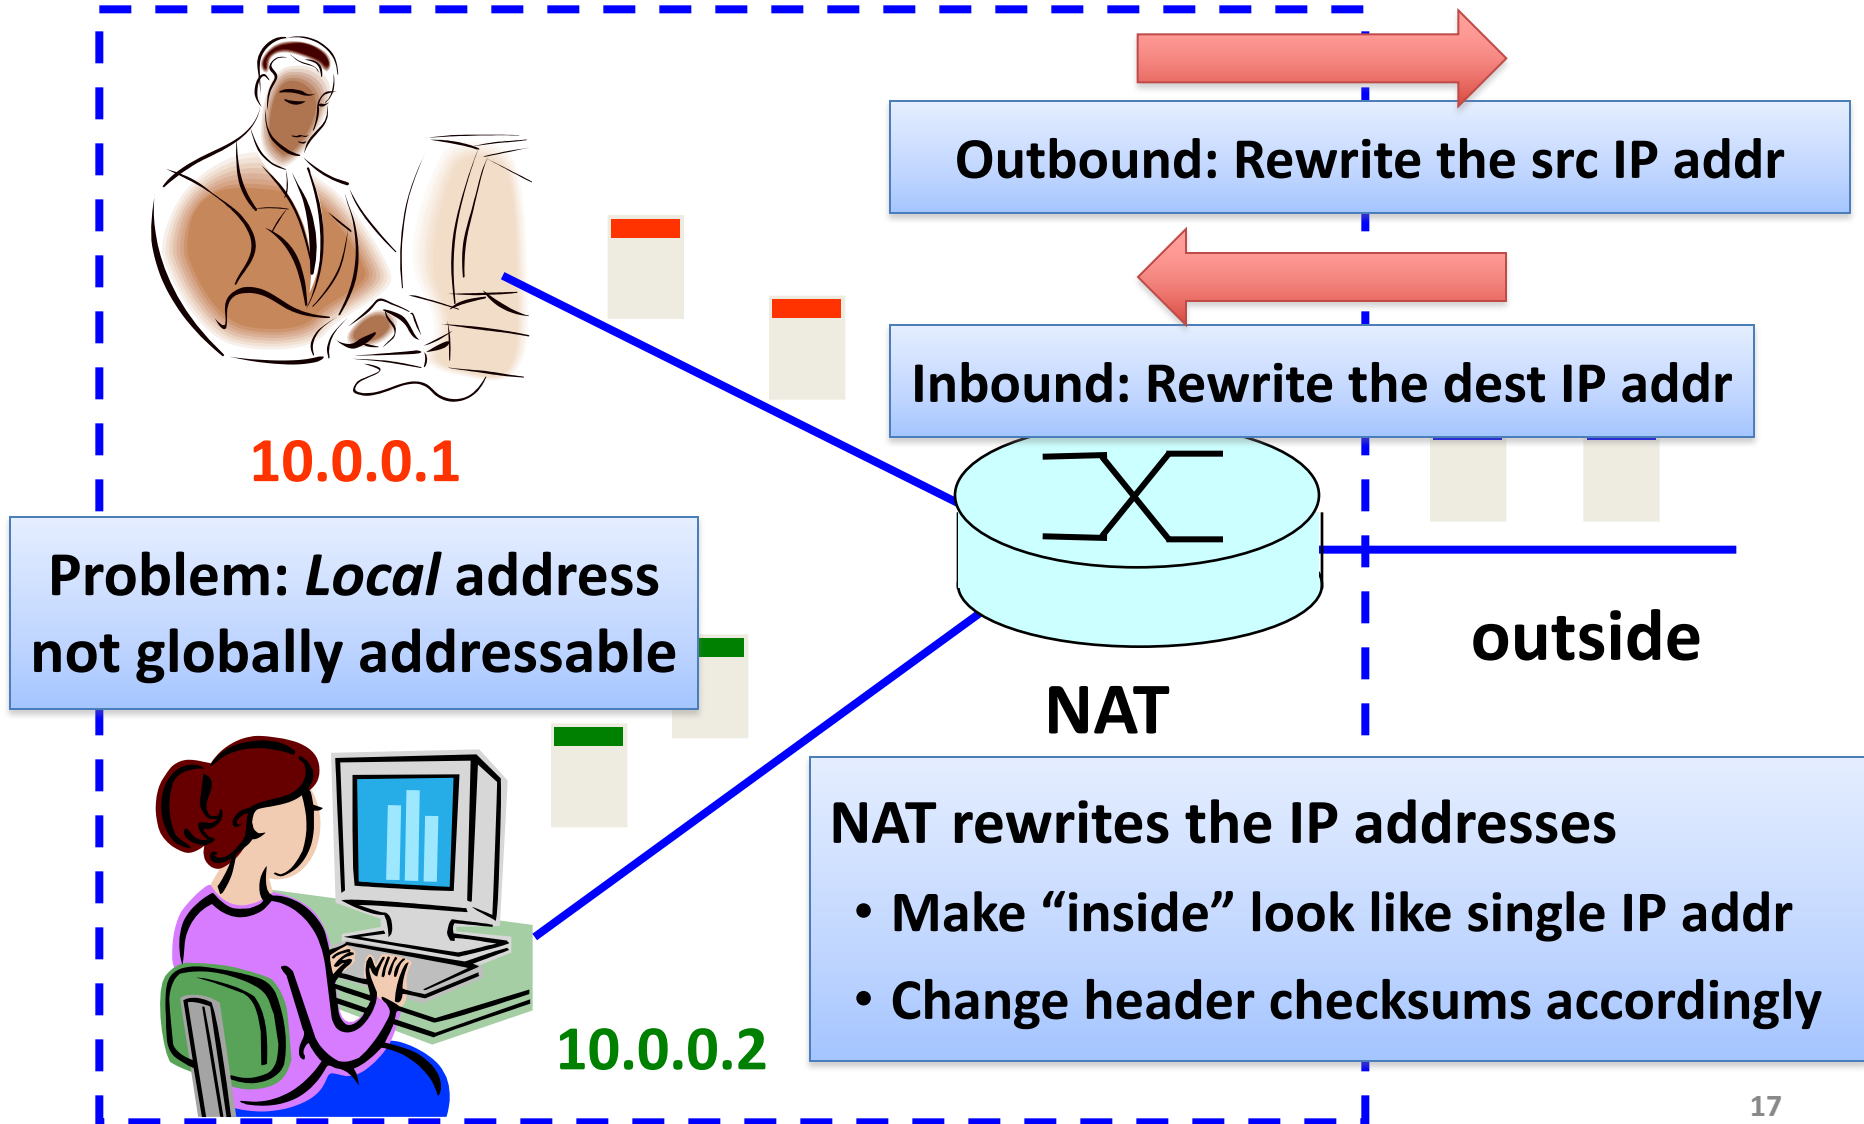 Outbound: Rewrite the src IP addr
Inbound: Rewrite the dest IP addr
10.0.0.1
Problem: Local address
not globally addressable
outside
NAT
NAT rewrites the IP addresses
• Make “inside” look like single IP addr
• Change header checksums accordingly
10.0.0.2
17